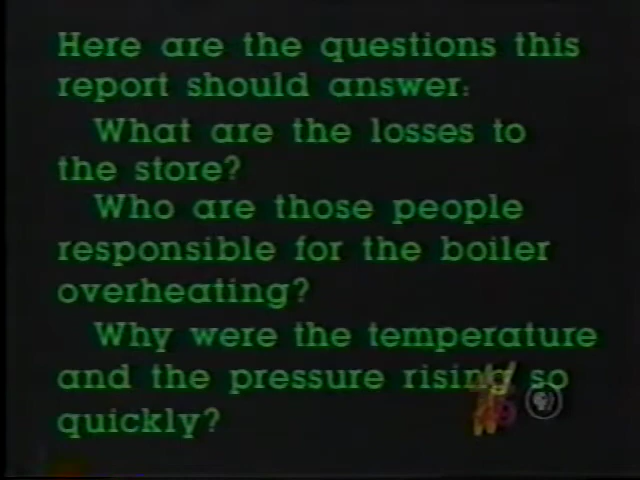 Here are the questions this
report should answer:
What are the losses to
the store?
Who are those people
responsible for the boiler
overheating?
Why were the temperature
and the pressure rising so
quickly?